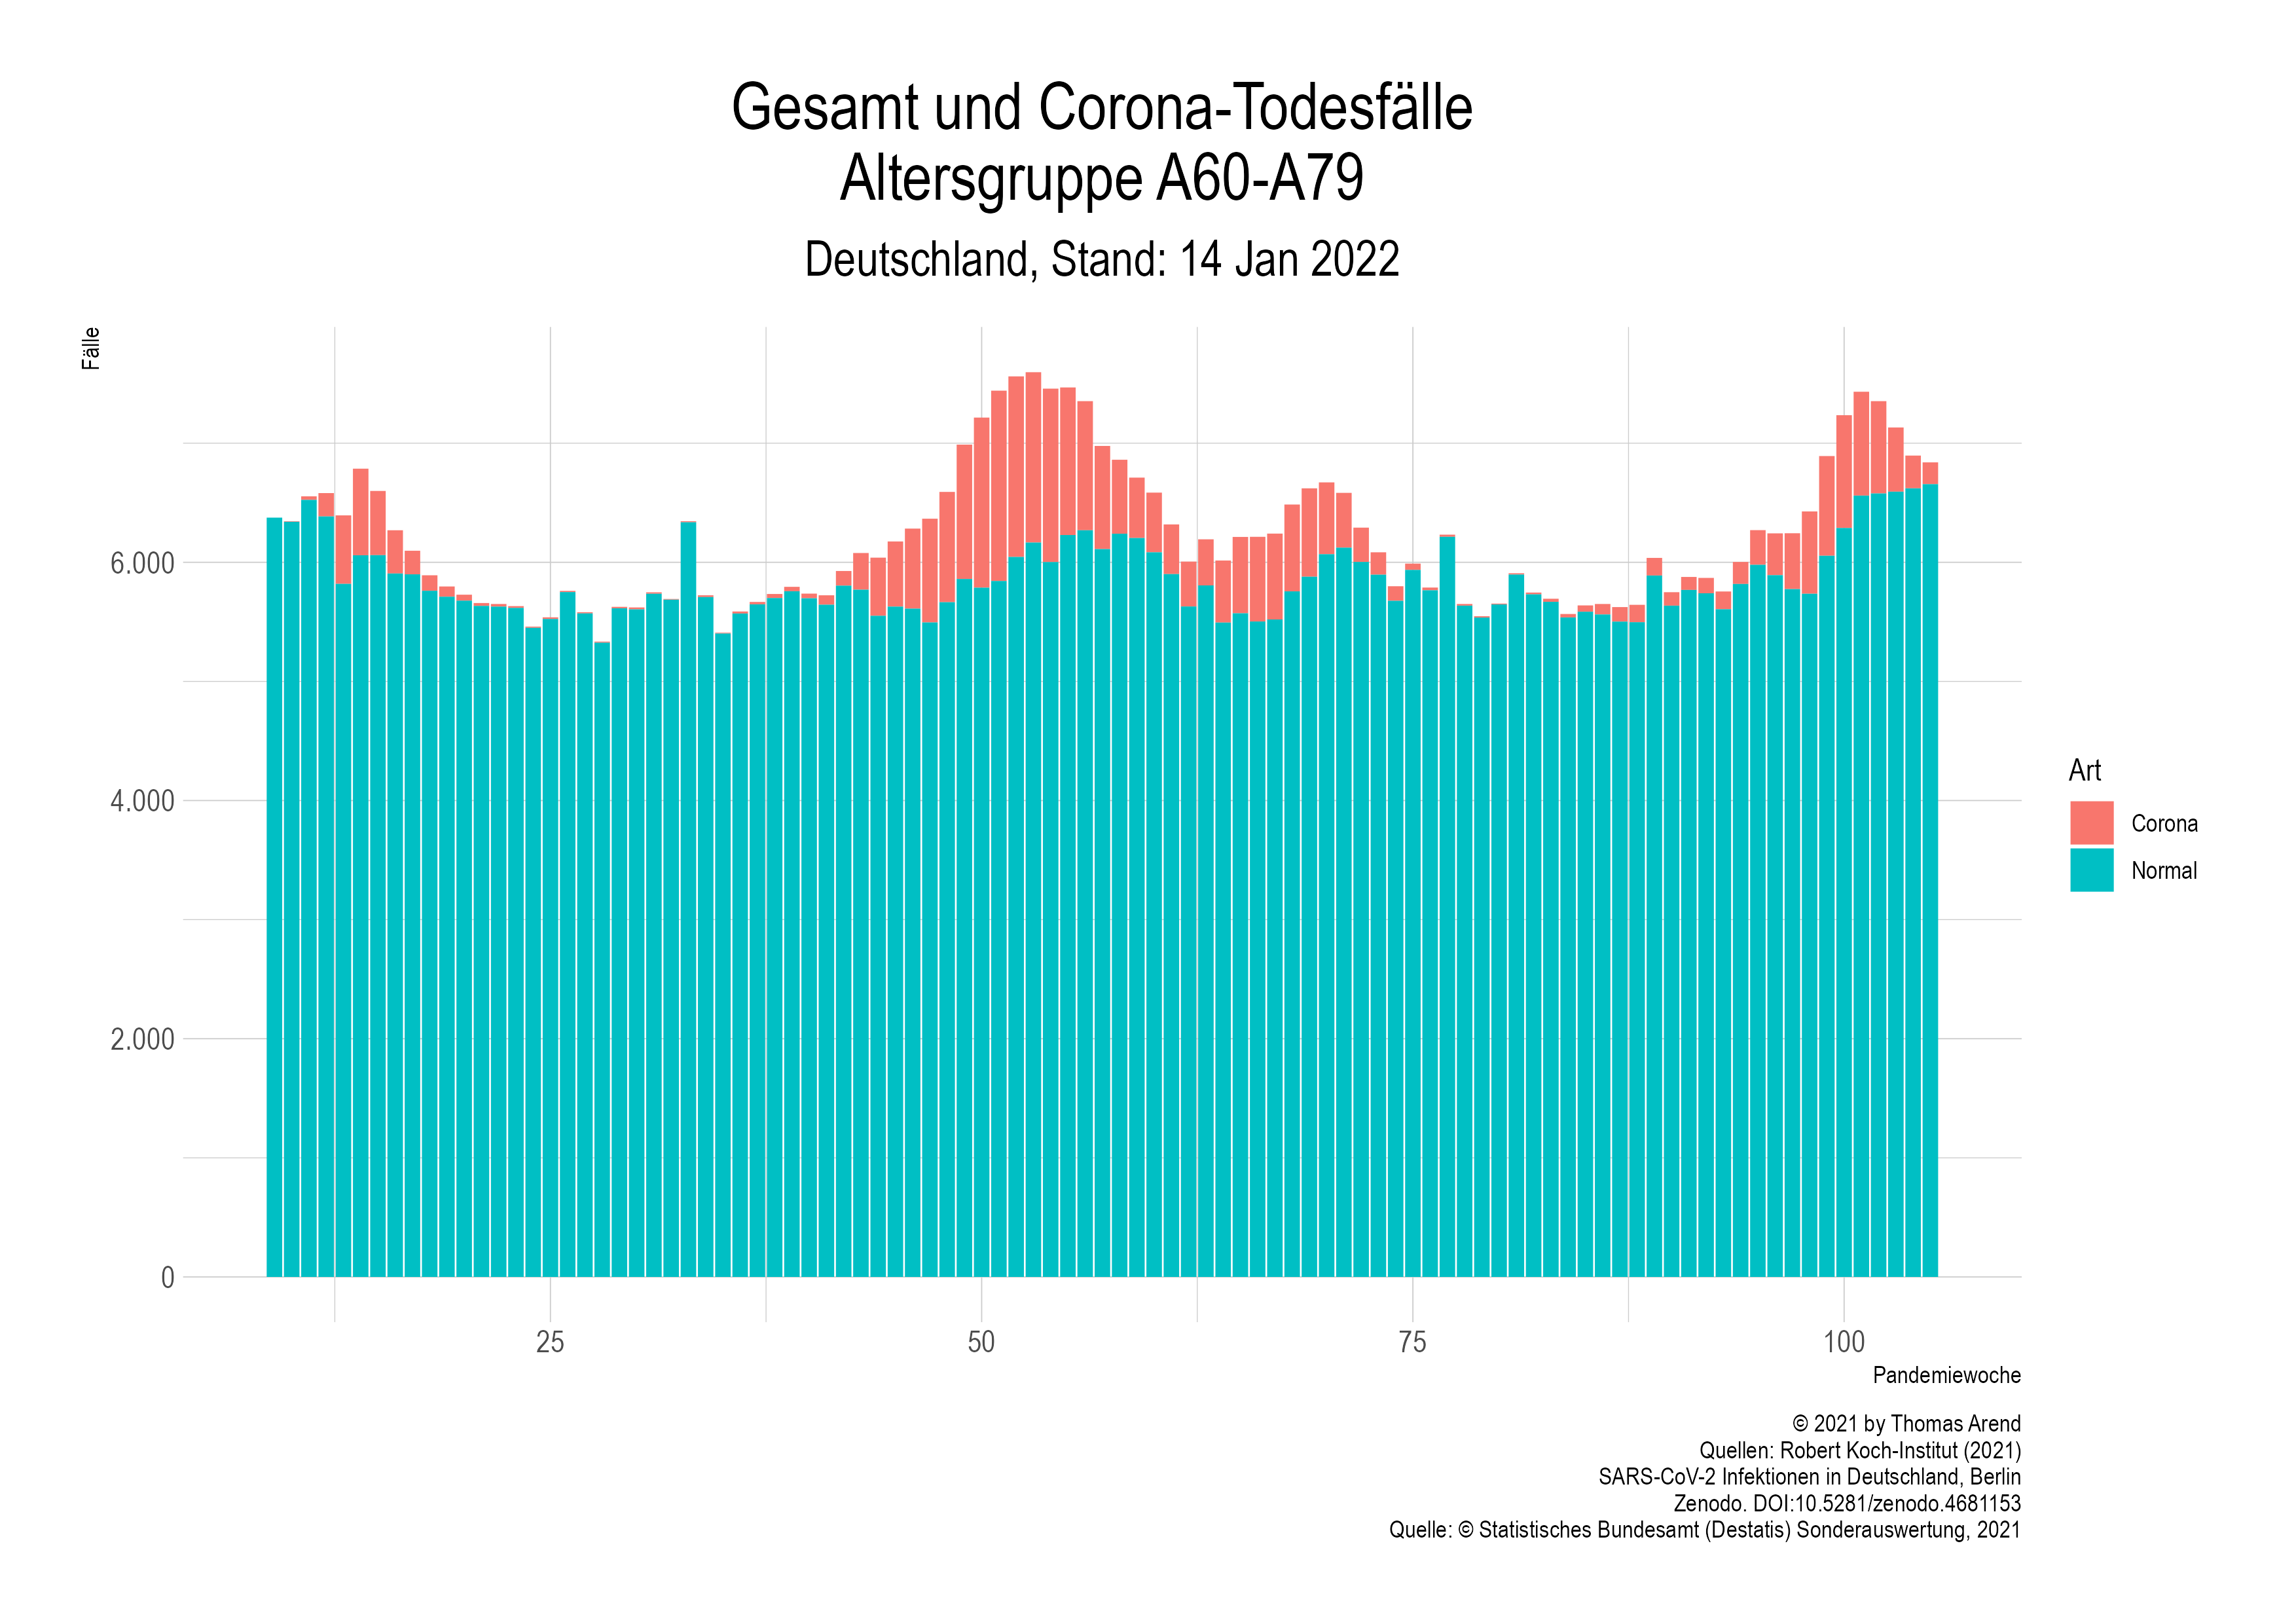 Gesamt und Corona-Todesfälle
Altersgruppe A60-A79
Deutschland, Stand: 14 Jan 2022
Fälle
6.000
4.000
2.000
0
25
50
75
100
Pandemiewoche
Art
Corona
Normal
© 2021 by Thomas Arend
Quellen: Robert Koch-Institut (2021)
SARS-CoV-2 Infektionen in Deutschland, Berlin
Zenodo. DOI:10.5281/zenodo.4681153
Quelle: © Statistisches Bundesamt (Destatis) Sonderauswertung, 2021